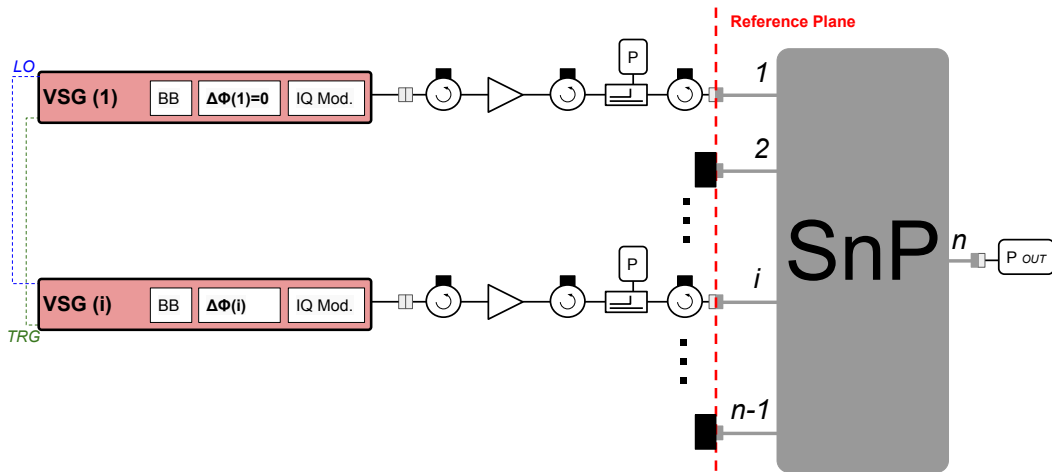 Reference Plane
P
1
LO
VSG (1) BB ΔΦ(1)=0 IQ Mod.
2
SnP
n
P OUT
P
i
VSG (i) BB ΔΦ(i) IQ Mod.
TRG
n-1